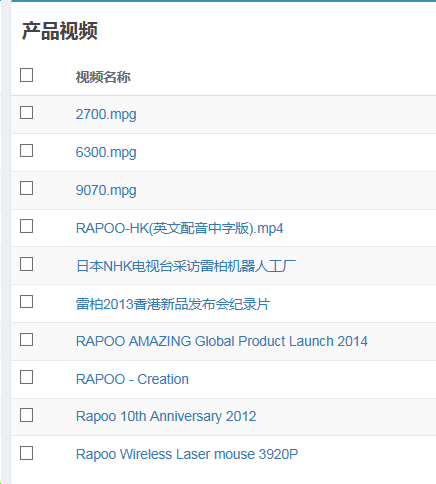 产品视频
视频名称
2700.mpg
6300.mpg
9070.mpg
RAPOO-HK(英文配音中字版).mp4
日本NHK电视台采访雷柏机器人工厂
雷柏2013香港新品发布会纪录片
RAPOO AMAZING Global Product Launch 2014
RAPOO - Creation
Rapoo 10th Anniversary 2012
Rapoo Wireless Laser mouse 3920P